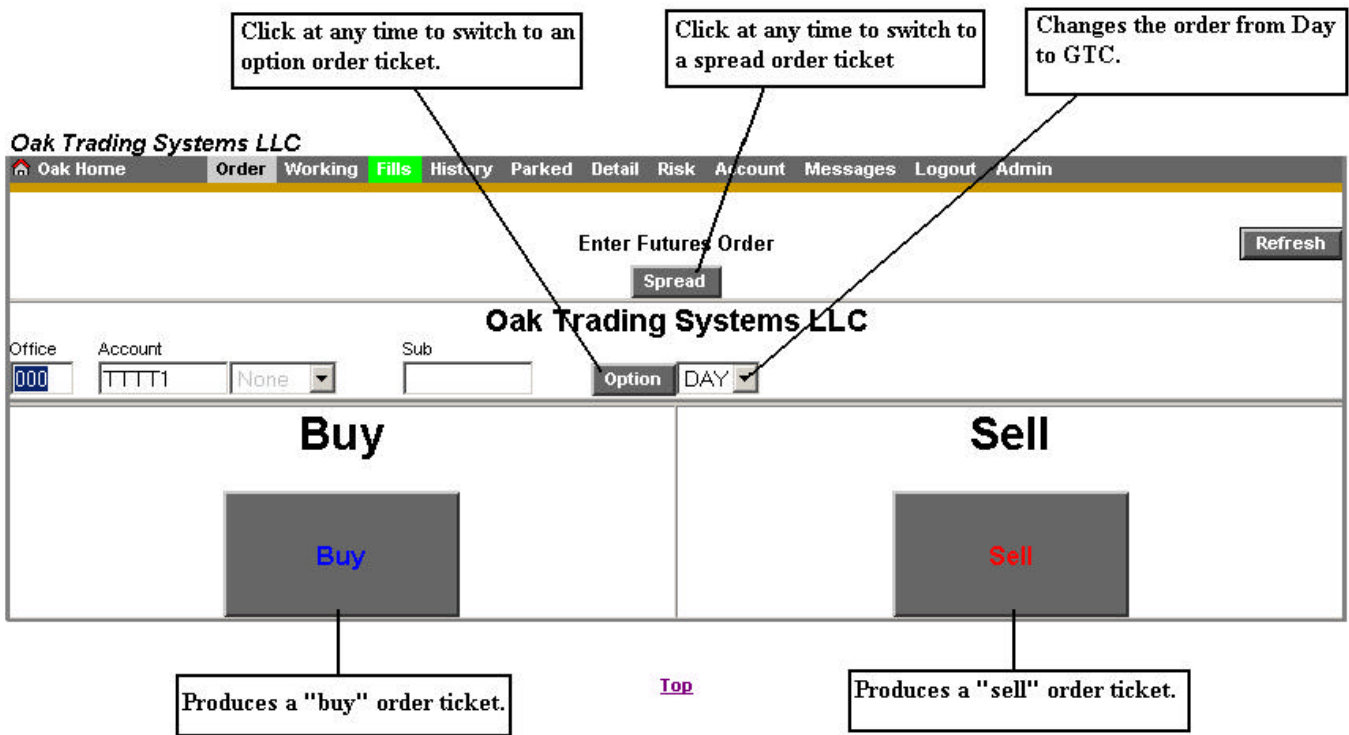 Click at any time to switch to an
option order ticket.
Click at any time to switch to
a spread order ticket
Changes the order from Day
to GTC.
Oak Trading Systems LLC
Oak Home Order Working Fills History Parked Detail Risk Account Messages Logout Admin
Enter Futures Order
Refresh
Spread
Oak Trading Systems LLC
Office Account Sub
000 TTTT1 None Option DAY
Buy Sell
Buy Sell
Produces a "buy" order ticket.
Top
Produces a "sell" order ticket.